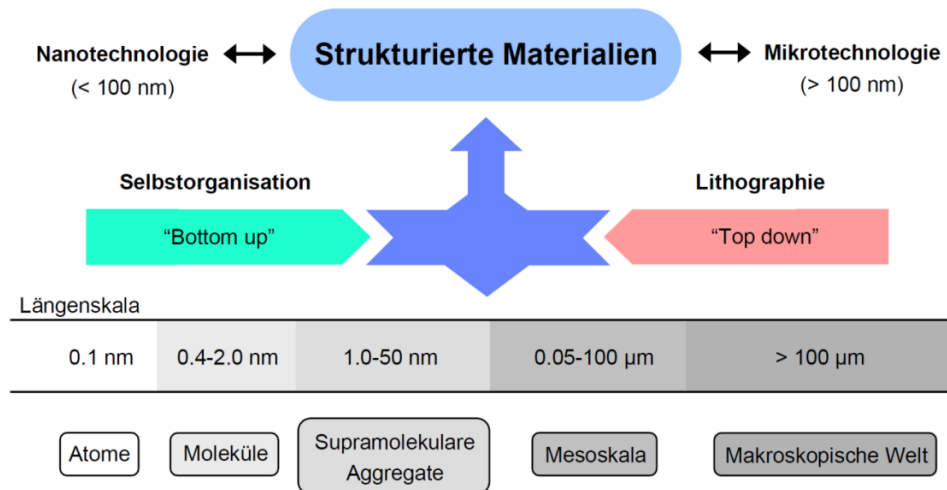 Nanotechnologie
(< 100 nm)
Strukturierte Materialien
Mikrotechnologie
(> 100 nm)
Selbstorganisation
Lithographie
“Bottom up”
“Top down”
Längenskala
0.1 nm
0.4-2.0 nm
1.0-50 nm
0.05-100 μm
> 100 μm
Atome
Moleküle
Supramolekulare
Aggregate
Mesoskala
Makroskopische Welt